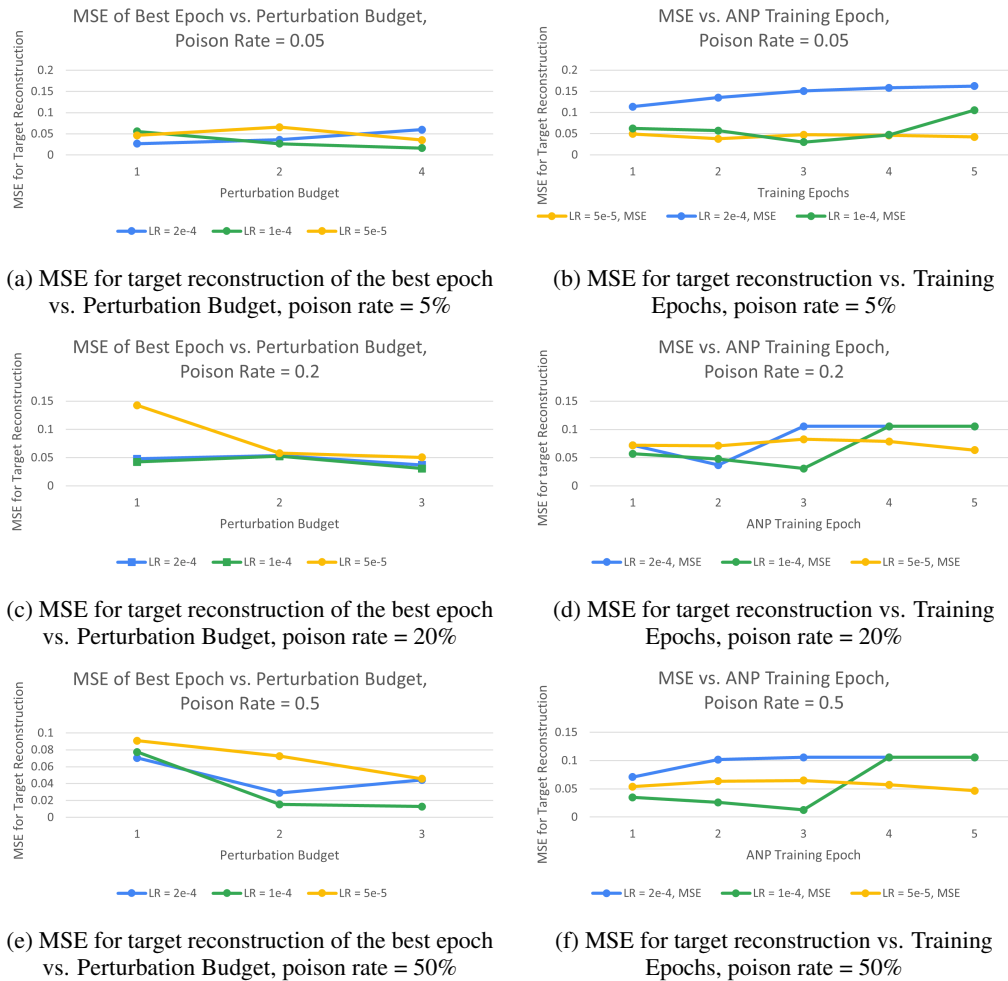 MSE of Best Epoch vs. Perturbation Budget,
Poison Rate = 0.05
MSE for Target Reconstruction
0.2
0.15
0.1
0.05
0
1 2 4
Perturbation Budget
LR = 2e-4 LR = 1e-4 LR = 5e-5
(a) MSE for target reconstruction of the best epoch
vs. Perturbation Budget, poison rate = 5%
MSE vs. ANP Training Epoch,
Poison Rate = 0.05
MSE for Target Reconstruction
0.2
0.15
0.1
0.05
0
1 2 3 4 5
Training Epochs
LR = 5e-5, MSE LR = 2e-4, MSE LR = 1e-4, MSE
(b) MSE for target reconstruction vs. Training
Epochs, poison rate = 5%
MSE of Best Epoch vs. Perturbation Budget,
Poison Rate = 0.2
MSE for Target Reconstruction
0.15
0.1
0.05
0
1 2 3
Perturbation Budget
LR = 2e-4 LR = 1e-4 LR = 5e-5
(c) MSE for target reconstruction of the best epoch
vs. Perturbation Budget, poison rate = 20%
MSE vs. ANP Training Epoch,
Poison Rate = 0.2
MSE for target Reconstruction
0.15
0.1
0.05
0
1 2 3 4 5
ANP Training Epoch
LR = 2e-4, MSE LR = 1e-4, MSE LR = 5e-5, MSE
(d) MSE for target reconstruction vs. Training
Epochs, poison rate = 20%
MSE of Best Epoch vs. Perturbation Budget,
Poison Rate = 0.5
MSE for Target Reconstruction
0.1
0.08
0.06
0.04
0.02
0
1 2 3
Perturbation Budget
LR = 2e-4 LR = 1e-4 LR = 5e-5
(e) MSE for target reconstruction of the best epoch
vs. Perturbation Budget, poison rate = 50%
MSE vs. ANP Training Epoch,
Poison Rate = 0.5
MSE for Target Reconstruction
0.15
0.1
0.05
0
1 2 3 4 5
ANP Training Epoch
LR = 2e-4, MSE LR = 1e-4, MSE LR = 5e-5, MSE
(f) MSE for target reconstruction vs. Training
Epochs, poison rate = 50%